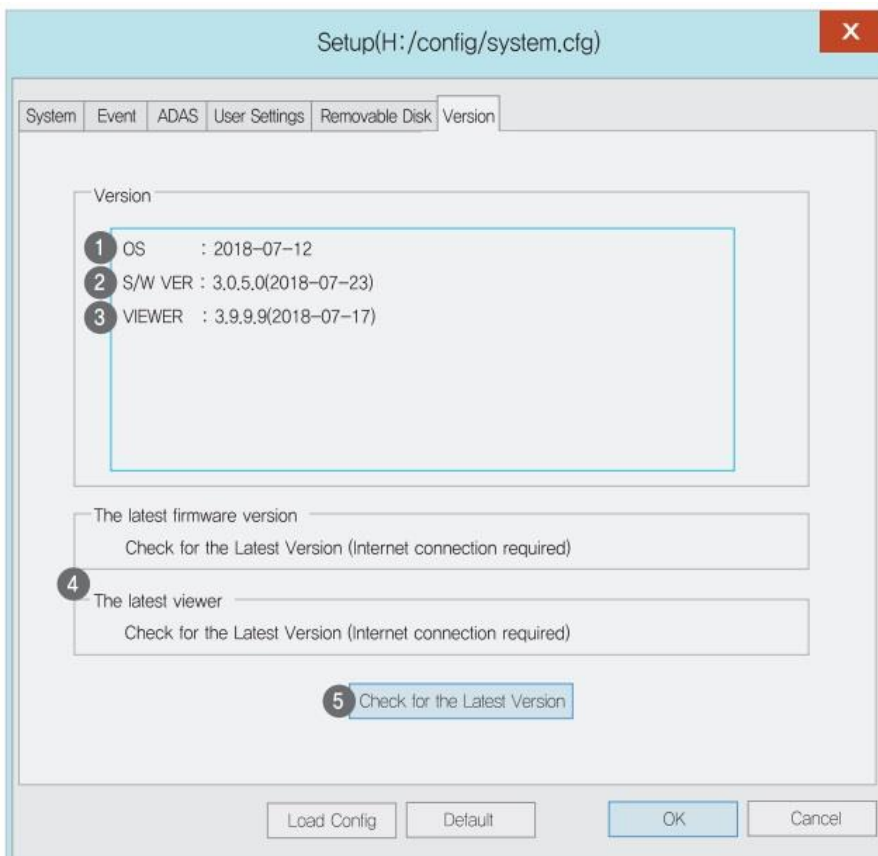 Setup(H:/config/system.cfg)
X
System Event ADAS User Settings Removable Disk Version
Version
1 OS : 2018-07-12
2 S/W VER : 3.0.5.0(2018-07-23)
3 VIEWER : 3.9.9.9(2018-07-17)
The latest firmware version
Check for the Latest Version (Internet connection required)
4
The latest viewer
Check for the Latest Version (Internet connection required)
5 Check for the Latest Version
Load Config Default OK Cancel